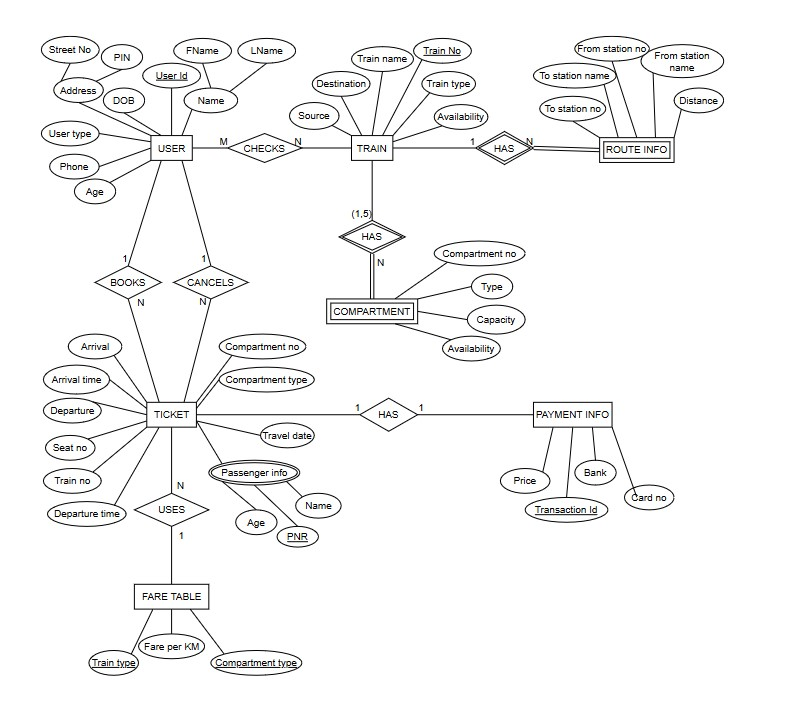 Street No
PIN
FName
LName
User Id
Address
DOB
Name
User type
Phone
Age
USER
M
CHECKS
N
Train name
Train No
Destination
Train type
Source
Availability
TRAIN
1
HAS
N
From station no
From station
name
To station name
To station no
Distance
ROUTE INFO
(1,5)
HAS
N
1
BOOKS
N
1
CANCELS
N
Compartment no
Type
Capacity
Availability
COMPARTMENT
Arrival
Arrival time
Departure
Seat no
Train no
Departure time
Compartment no
Compartment type
TICKET
Travel date
Passenger info
Age
PNR
Name
1
HAS
1
PAYMENT INFO
Price
Bank
Transaction Id
Card no
N
USES
1
FARE TABLE
Train type
Fare per KM
Compartment type